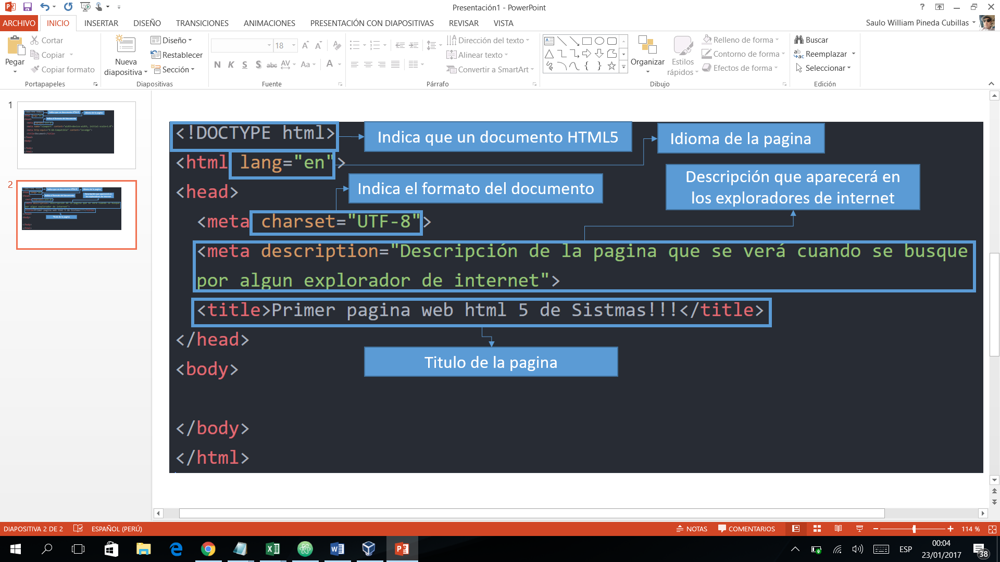 Presentación1 - PowerPoint
ARCHIVO INICIO INSERTAR DISEÑO TRANSICIONES ANIMACIONES PRESENTACIÓN CON DIAPOSITIVAS REVISAR VISTA Saulo William Pineda Cubillas
Pegar
Cortar
Copiar
Copiar formato
Portapapeles
Nueva diapositiva
Diseño
Restablecer
Sección
Diapositivas
18
N K S S abc AV Aa A
Fuente
Dirección del texto
Alinear texto
Convertir a SmartArt
Párrafo
Organizar
Estilos rápidos
Relleno de forma
Contorno de forma
Efectos de forma
Dibujo
Buscar
Reemplazar
Seleccionar
Edición
1
2
<!DOCTYPE html>
Indica que un documento HTML5
Idioma de la pagina
<html lang="en">
Descripción que aparecerá en
los exploradores de internet
Indica el formato del documento
<head>
<meta charset="UTF-8">
<meta description="Descripción de la pagina que se verá cuando se busque
por algun explorador de internet">
<title>Primer pagina web html 5 de Sistmas!!!</title>
</head>
Titulo de la pagina
<body>
</body>
</html>
DIAPOSITIVA 2 DE 2 ESPAÑOL (PERÚ) NOTAS COMENTARIOS 114 %
ESP
00:04
23/01/2017
38